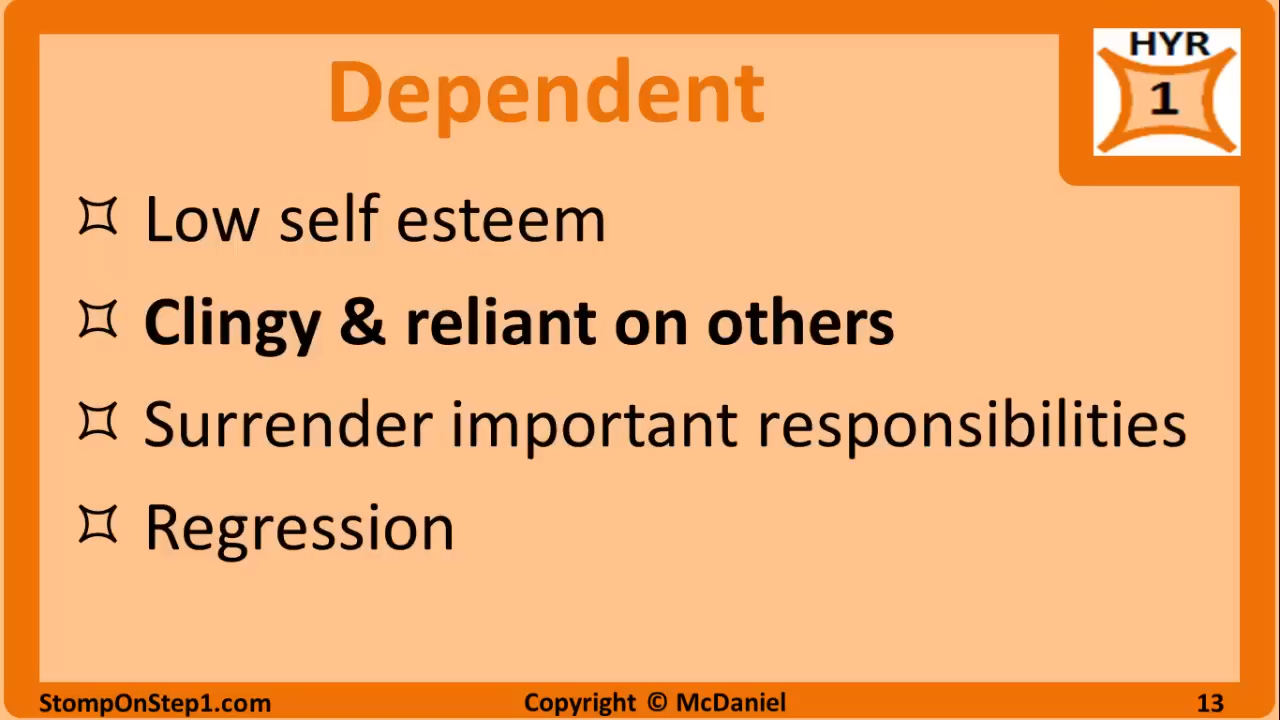 HYR
1
Dependent
Low self esteem
Clingy & reliant on others
Surrender important responsibilities
Regression
StompOnStep1.com
Copyright © McDaniel
13